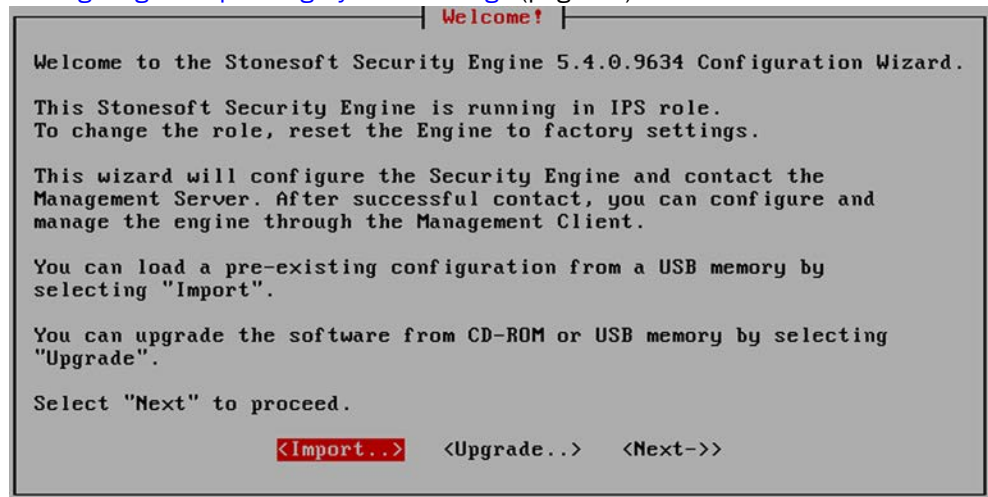 Welcome!
Welcome to the Stonesoft Security Engine 5.4.0.9634 Configuration Wizard.
This Stonesoft Security Engine is running in IPS role.
To change the role, reset the Engine to factory settings.
This wizard will configure the Security Engine and contact the
Management Server. After successful contact, you can configure and
manage the engine through the Management Client.
You can load a pre-existing configuration from a USB memory by
selecting "Import".
You can upgrade the software from CD-ROM or USB memory by selecting
"Upgrade".
Select "Next" to proceed.
<Import..> <Upgrade..> <Next->>